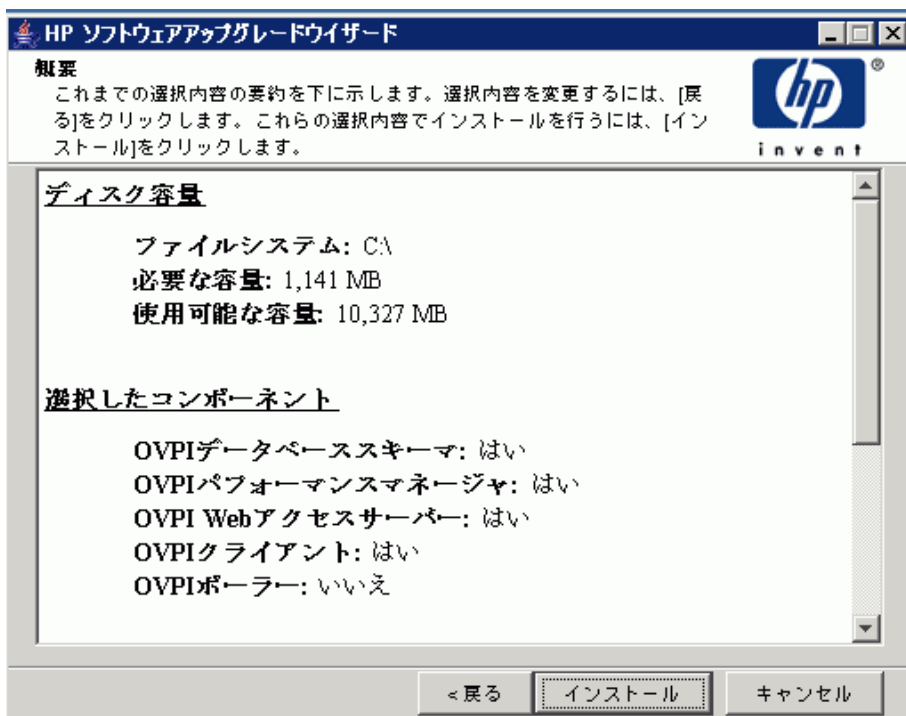 HP ソフトウェアアップグレードウイザード
概要
これまでの選択内容の要約を下に示します。選択内容を変更するには、[戻
る]をクリックします。これらの選択内容でインストールを行うには、[イン
ストール]をクリックします。
hp
®
invent
ディスク容量
ファイルシステム: C:\
必要な容量: 1,141 MB
使用可能な容量: 10,327 MB
選択したコンポーネント
OVPIデータベーススキーマ: はい
OVPIパフォーマンスマネージャ: はい
OVPI Webアクセスサーバー: はい
OVPIクライアント: はい
OVPIポーラー: いいえ
<戻る
インストール
キャンセル